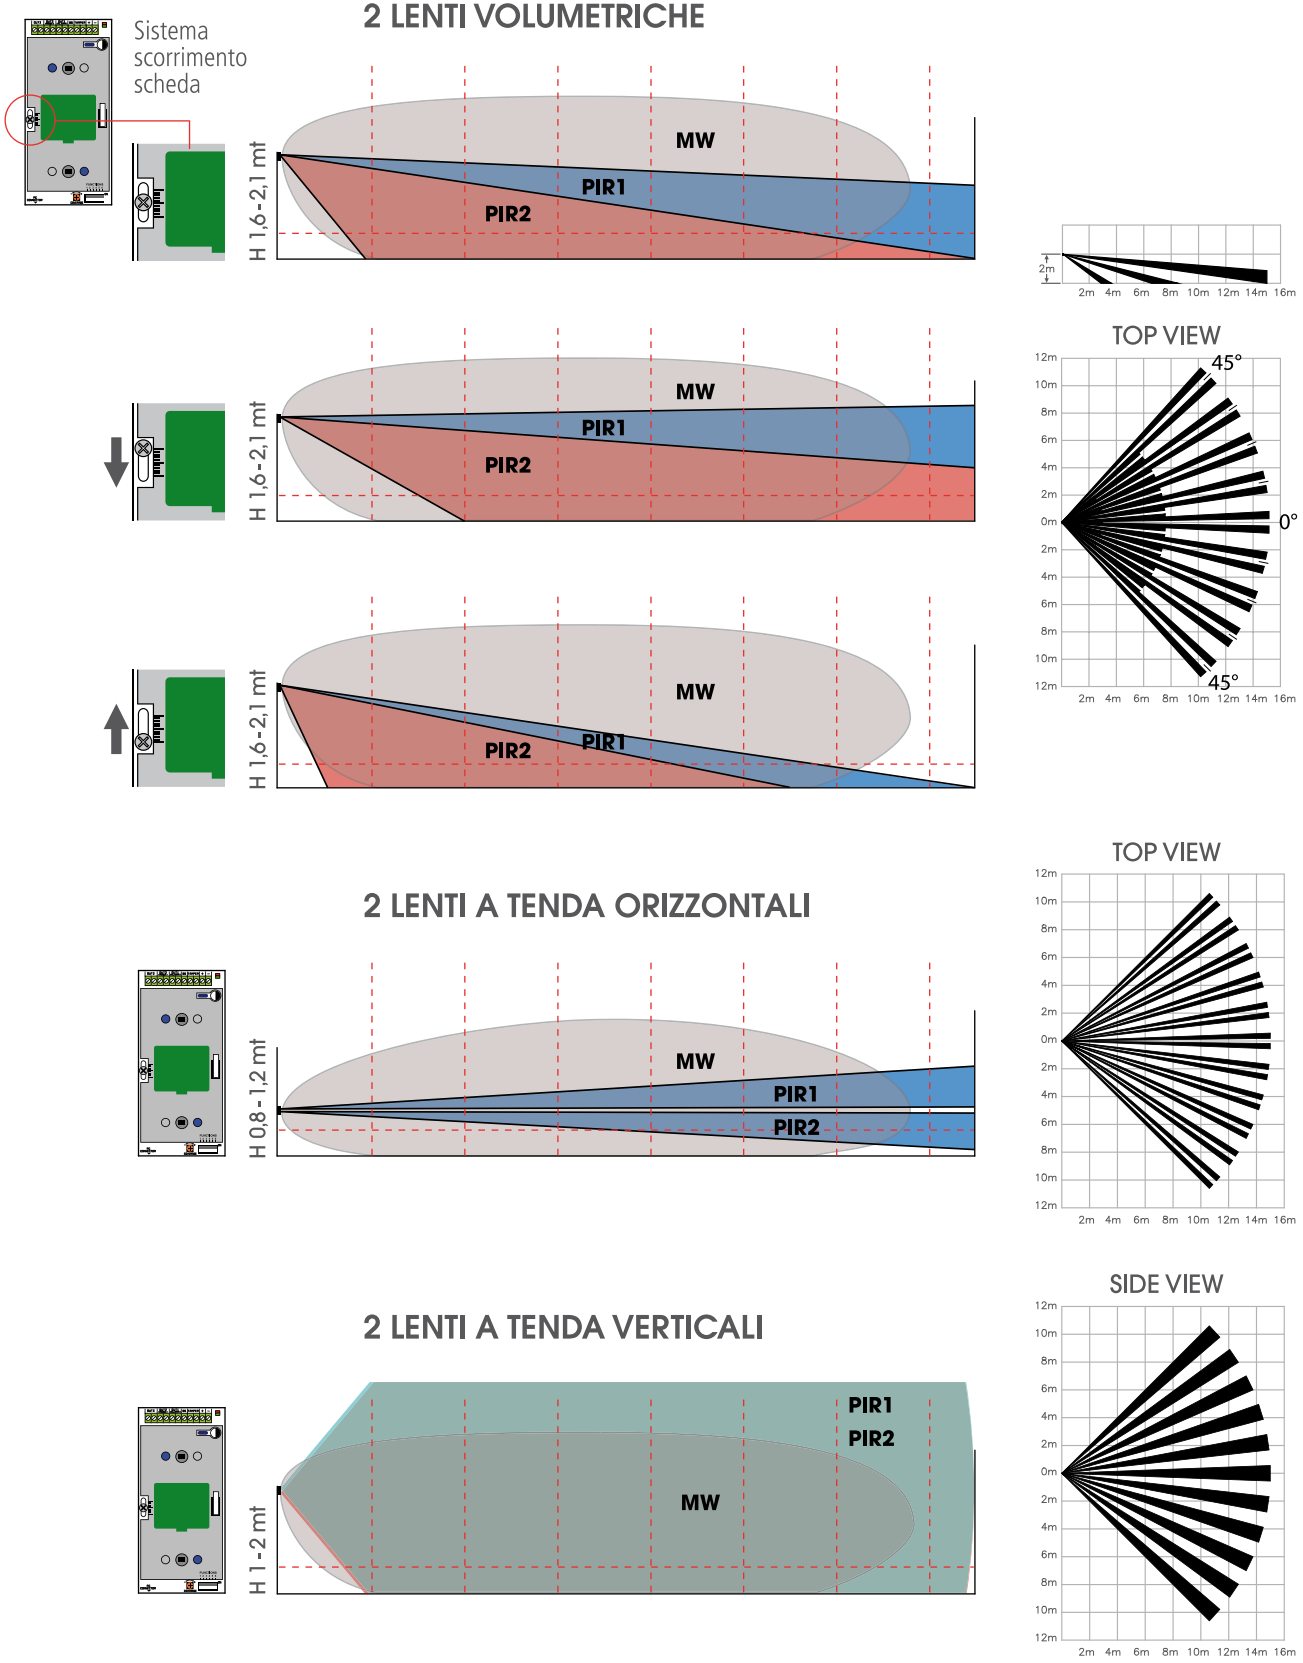 2 LENTI VOLUMETRICHE
Sistema
scorrimento
scheda
H 1,6 - 2,1 mt
MW
PIR1
PIR2
2m
2m 4m 6m 8m 10m 12m 14m 16m
H 1,6 - 2,1 mt
MW
PIR1
PIR2
TOP VIEW
12m
10m
8m
6m
4m
2m
0m
2m
4m
6m
8m
10m
12m
45°
0°
45°
2m 4m 6m 8m 10m 12m 14m 16m
H 1,6 - 2,1 mt
MW
PIR1
PIR2
2 LENTI A TENDA ORIZZONTALI
H 0,8 - 1,2 mt
MW
PIR1
PIR2
TOP VIEW
12m
10m
8m
6m
4m
2m
0m
2m
4m
6m
8m
10m
12m
2m 4m 6m 8m 10m 12m 14m 16m
2 LENTI A TENDA VERTICALI
H 1 - 2 mt
PIR1
PIR2
MW
SIDE VIEW
12m
10m
8m
6m
4m
2m
0m
2m
4m
6m
8m
10m
12m
2m 4m 6m 8m 10m 12m 14m 16m